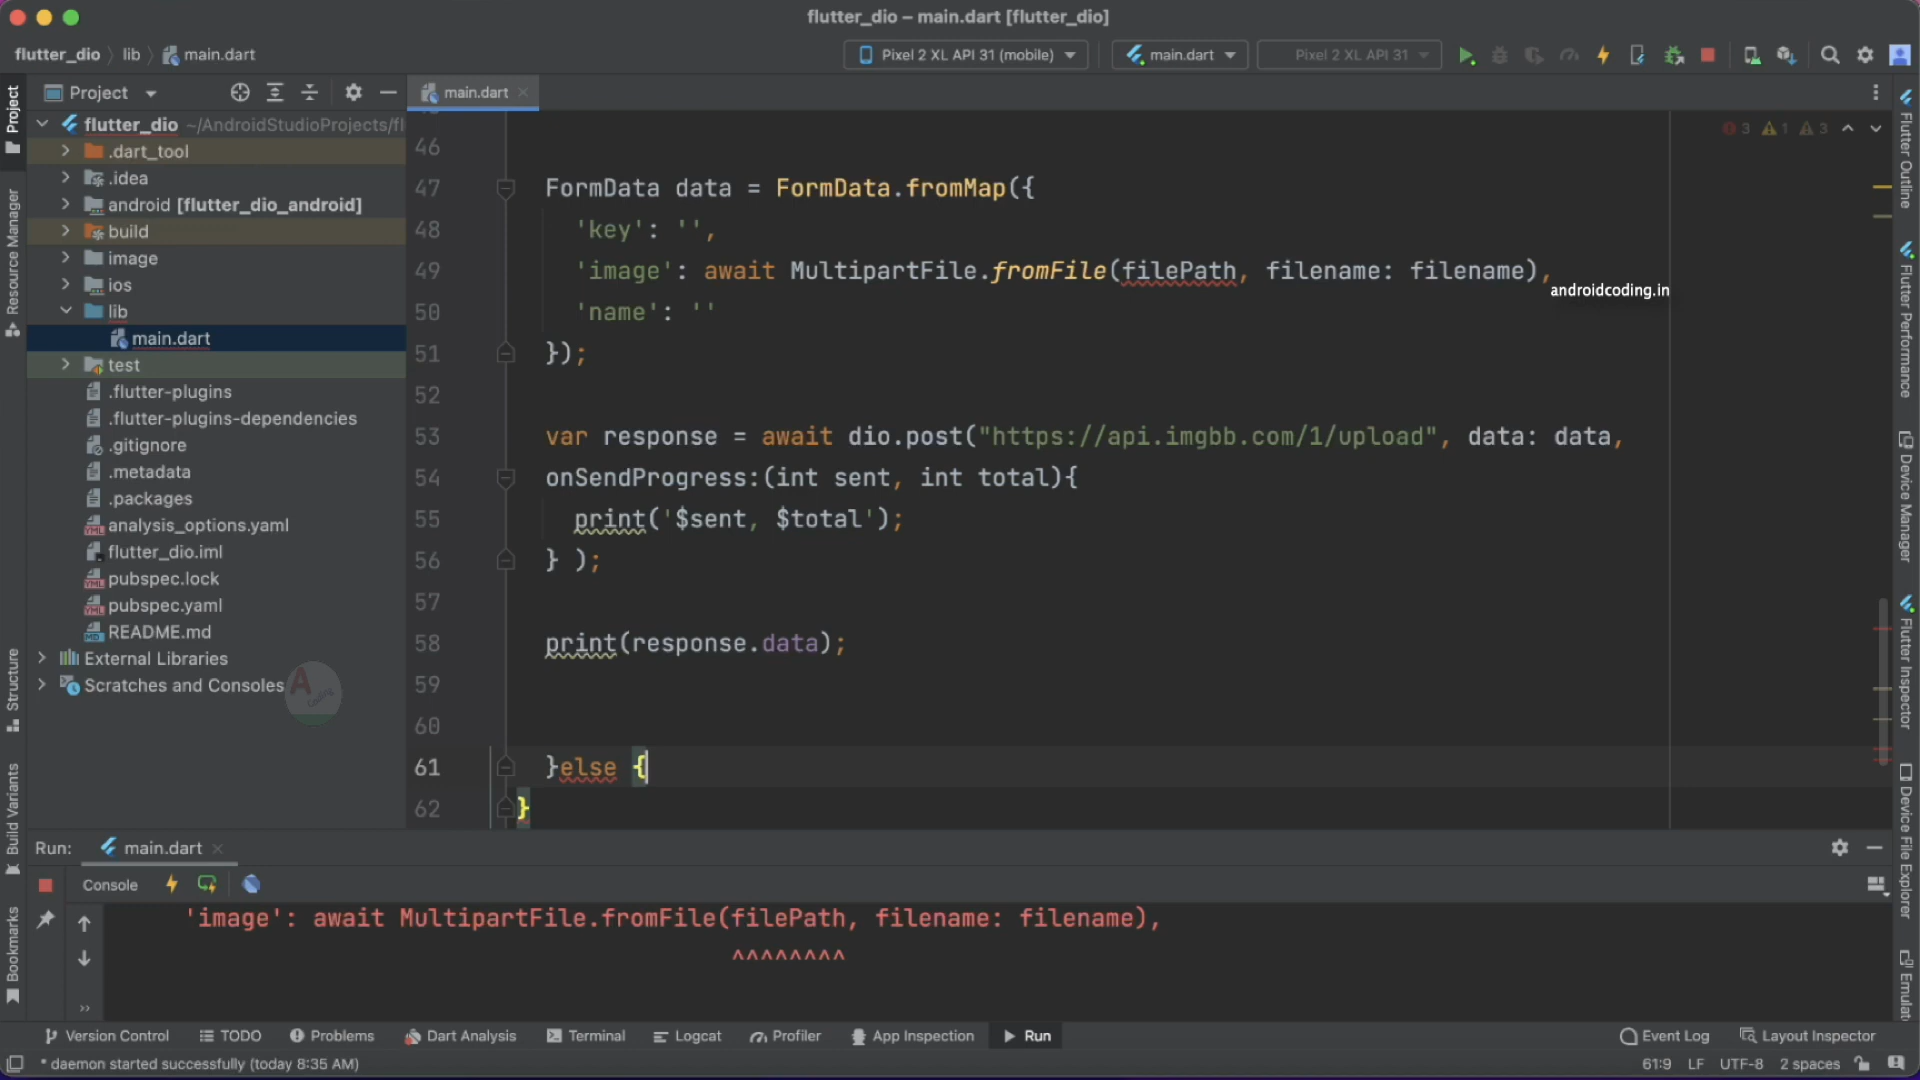 flutter_dio – main.dart [flutter_dio]
flutter_dio lib main.dart
Pixel 2 XL API 31 (mobile) main.dart Pixel 2 XL API 31
Project
main.dart
3 1 3
flutter_dio ~/AndroidStudioProjects/fl
.dart_tool
.idea
android [flutter_dio_android]
build
image
ios
lib
main.dart
test
.flutter-plugins
.flutter-plugins-dependencies
.gitignore
.metadata
.packages
analysis_options.yaml
flutter_dio.iml
pubspec.lock
pubspec.yaml
README.md
External Libraries
Scratches and Consoles
A
Coding
46
47 FormData data = FormData.fromMap({
48 'key': '',
49 'image': await MultipartFile.fromFile(filePath, filename: filename),
androidcoding.in
50 'name': ''
51 });
52
53 var response = await dio.post("https://api.imgbb.com/1/upload", data: data,
54 onSendProgress:(int sent, int total){
55 print('$sent, $total');
56 } );
57
58 print(response.data);
59
60
61 }else {
62 }
Project
Resource Manager
Structure
Build Variants
Bookmarks
Flutter Outline
Flutter Performance
Device Manager
Flutter Inspector
Device File Explorer
Emulat
Run: main.dart
Console
'image': await MultipartFile.fromFile(filePath, filename: filename),
^^^^^^^^
Version Control TODO Problems Dart Analysis Terminal Logcat Profiler App Inspection Run Event Log Layout Inspector
* daemon started successfully (today 8:35 AM) 61:9 LF UTF-8 2 spaces